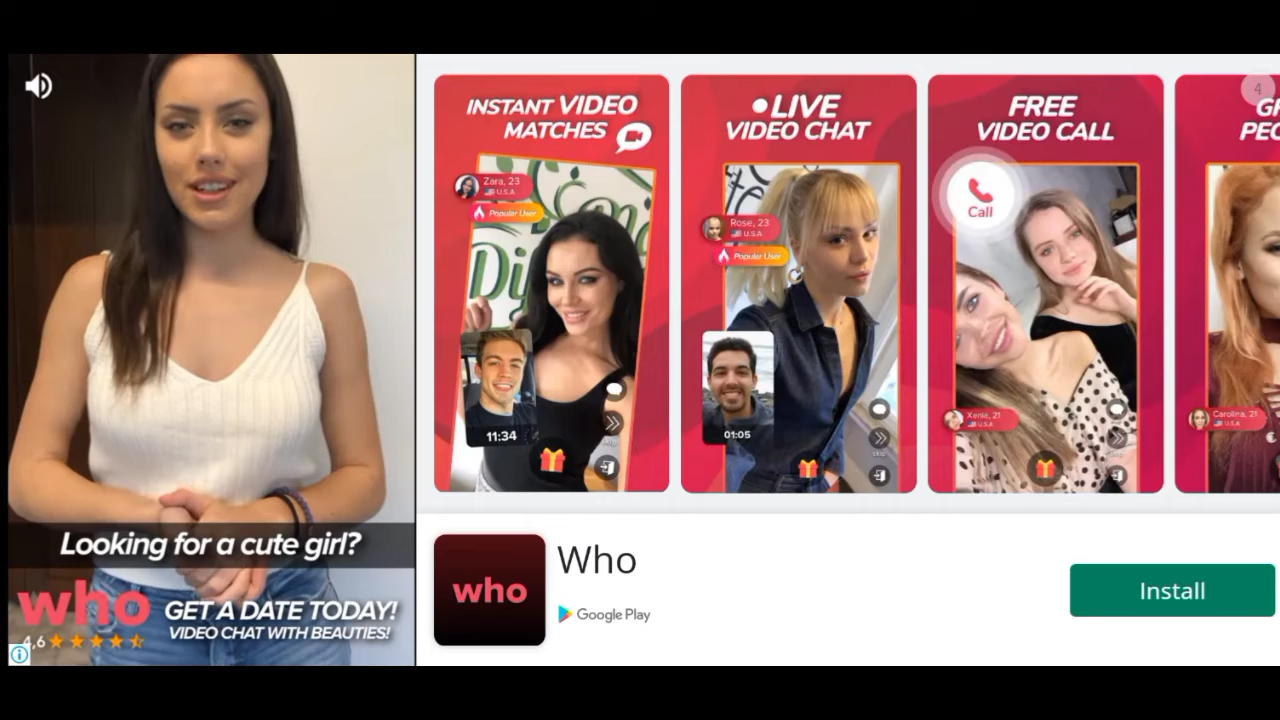 Looking for a cute girl?
who
GET A DATE TODAY!
VIDEO CHAT WITH BEAUTIES!
4,6
INSTANT VIDEO
MATCHES
Zara, 23
U.S.A
Popular User
11:34
skip
LIVE
VIDEO CHAT
Rose, 23
U.S.A
Popular User
01:05
skip
FREE
VIDEO CALL
Call
Xenia, 21
U.S.A
4
Carolina, 21
U.S.A
who
Who
Google Play
Install